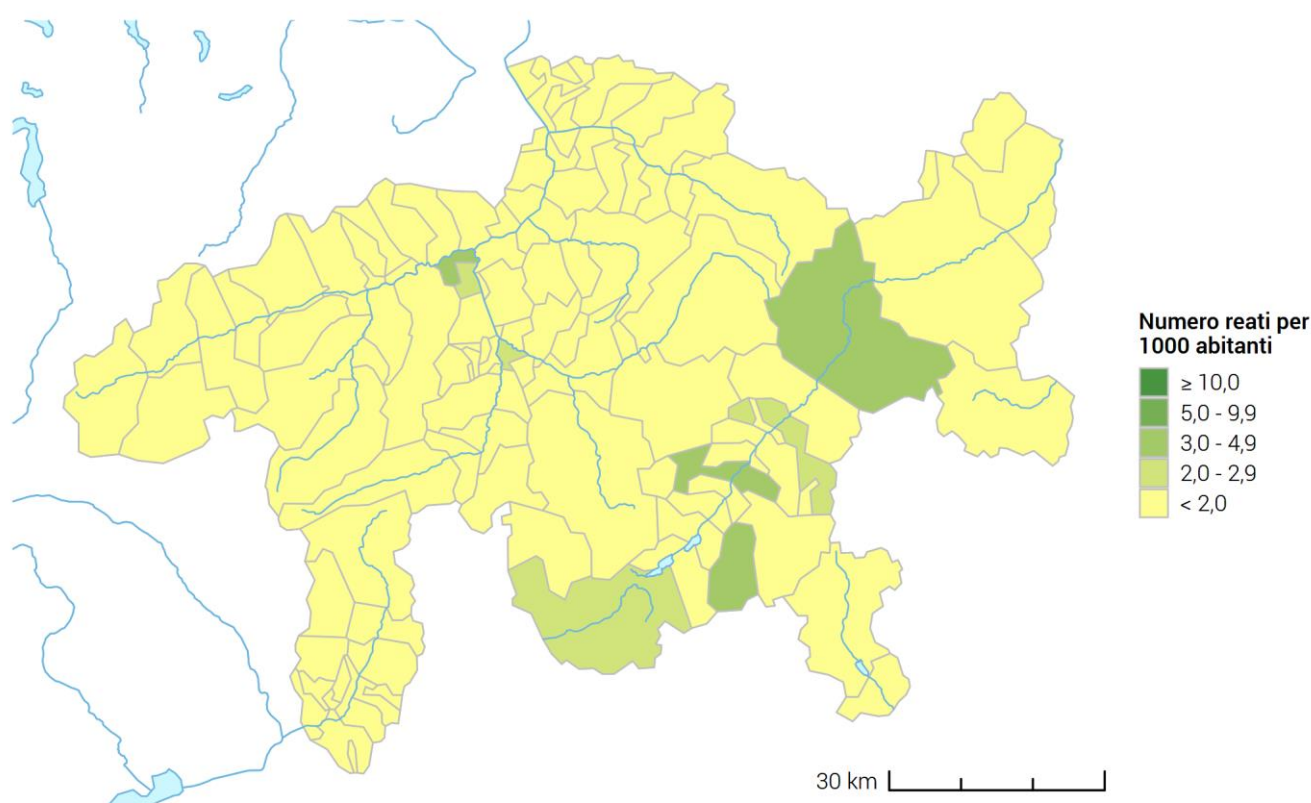 Numero reati per
1000 abitanti
≥ 10,0
5,0 - 9,9
3,0 - 4,9
2,0 - 2,9
< 2,0
30 km